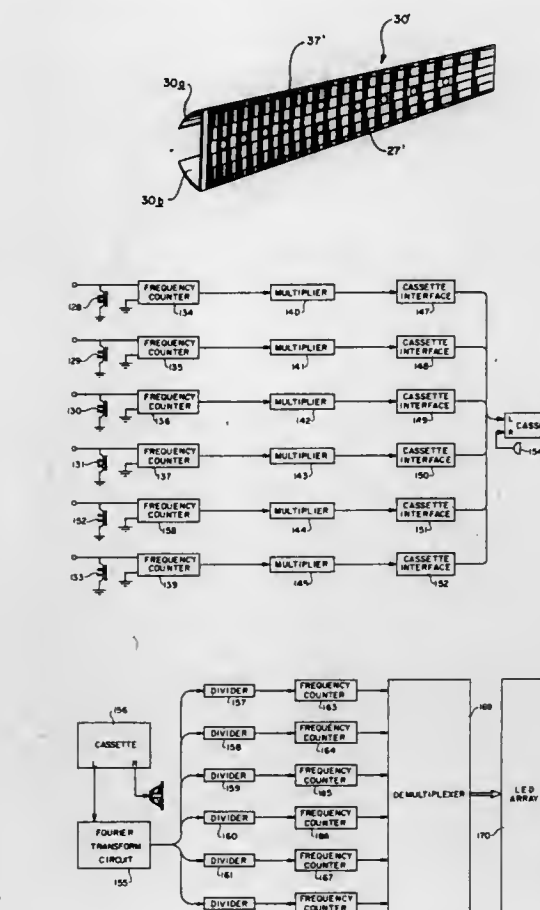 30'
37'
30a
27'
30b
FREQUENCY COUNTER
MULTIPLIER
CASSETTE INTERFACE
128
134
140
147
FREQUENCY COUNTER
MULTIPLIER
CASSETTE INTERFACE
129
135
141
148
FREQUENCY COUNTER
MULTIPLIER
CASSETTE INTERFACE
130
136
142
149
L
R
CASSE
154
FREQUENCY COUNTER
MULTIPLIER
CASSETTE INTERFACE
131
137
143
150
FREQUENCY COUNTER
MULTIPLIER
CASSETTE INTERFACE
152
158
144
151
FREQUENCY COUNTER
MULTIPLIER
CASSETTE INTERFACE
133
139
145
152
156
CASSETTE
L
R
FOURIER
TRANSFORM
CIRCUIT
155
DIVIDER
157
FREQUENCY COUNTER
163
DIVIDER
158
FREQUENCY COUNTER
164
DIVIDER
159
FREQUENCY COUNTER
165
DIVIDER
160
FREQUENCY COUNTER
166
DIVIDER
161
FREQUENCY COUNTER
167
DIVIDER
FREQUENCY COUNTER
DEMULTIPLEXER
169
LED
ARRAY
170